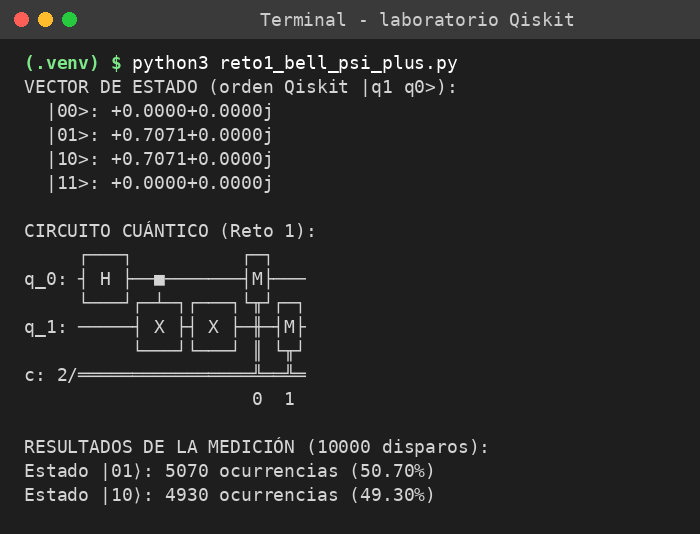 Terminal - laboratorio Qiskit
(.venv) $ python3 reto1_bell_psi_plus.py
VECTOR DE ESTADO (orden Qiskit |q1 q0>):
|00>: +0.0000+0.0000j
|01>: +0.7071+0.0000j
|10>: +0.7071+0.0000j
|11>: +0.0000+0.0000j
CIRCUITO CUÁNTICO (Reto 1):
q_0: H M
q_1: X X M
c: 2/
0 1
RESULTADOS DE LA MEDICIÓN (10000 disparos):
Estado |01⟩: 5070 ocurrencias (50.70%)
Estado |10⟩: 4930 ocurrencias (49.30%)